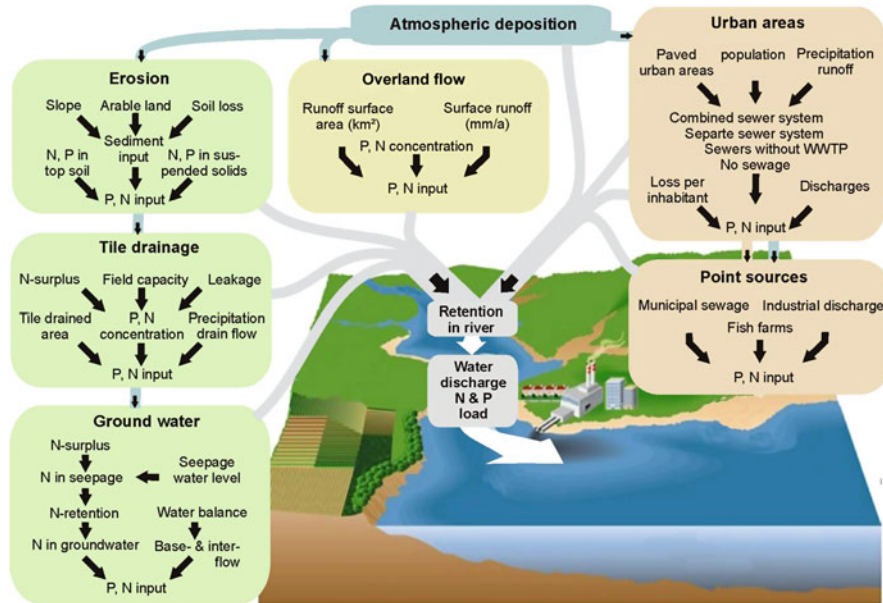 Atmospheric deposition
Erosion
Slope Arable land Soil loss
Sediment
input
N, P in
top soil
N, P in sus-
pended solids
P, N input
Overland flow
Runoff surface
area (km²)
Surface runoff
(mm/a)
P, N concentration
P, N input
Urban areas
Paved
urban areas
population
Precipitation
runoff
Combined sewer system
Separte sewer system
Sewers without WWTP
No sewage
Loss per
inhabitant
Discharges
P, N input
Tile drainage
N-surplus Field capacity Leakage
Tile drained
area
P, N
concentration
Precipitation
drain flow
P, N input
Point sources
Municipal sewage Industrial discharge
Fish farms
P, N input
Ground water
N-surplus
N in seepage
Seepage
water level
N-retention
Water balance
N in groundwater
Base- & inter-
flow
P, N input
Retention
in river
Water
discharge
N & P
load